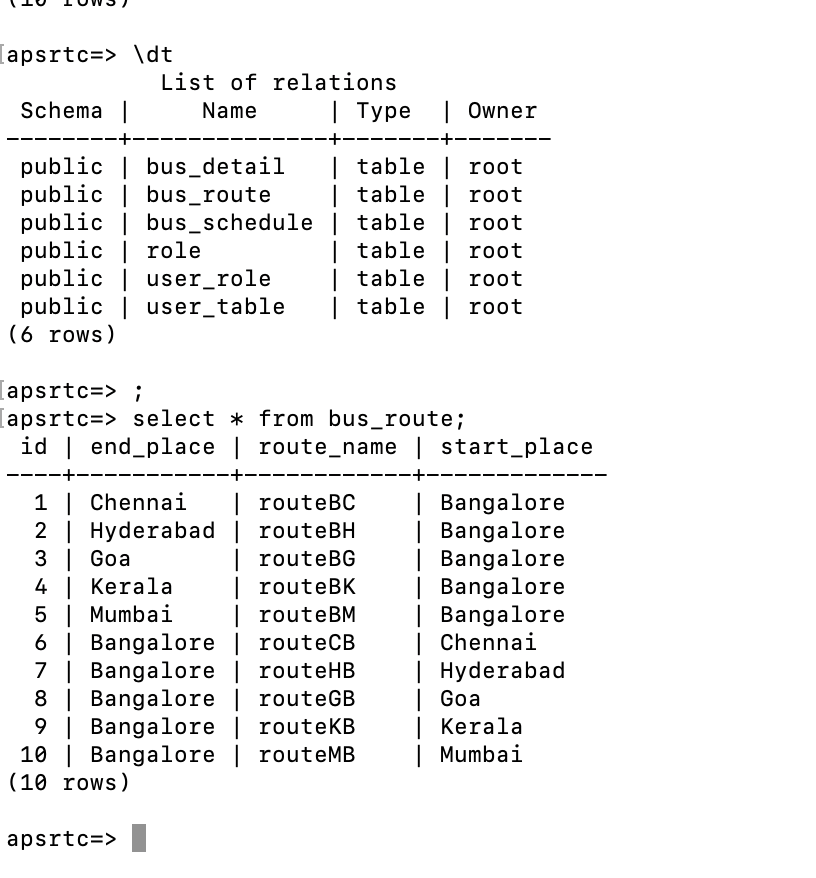 (10 rows)
[apsrtc=> \dt
List of relations
Schema | Name | Type | Owner
--------+--------------+-------+-------
public | bus_detail | table | root
public | bus_route | table | root
public | bus_schedule | table | root
public | role | table | root
public | user_role | table | root
public | user_table | table | root
(6 rows)
[apsrtc=> ;
[apsrtc=> select * from bus_route;
id | end_place | route_name | start_place
----+-----------+------------+-------------
1 | Chennai | routeBC | Bangalore
2 | Hyderabad | routeBH | Bangalore
3 | Goa | routeBG | Bangalore
4 | Kerala | routeBK | Bangalore
5 | Mumbai | routeBM | Bangalore
6 | Bangalore | routeCB | Chennai
7 | Bangalore | routeHB | Hyderabad
8 | Bangalore | routeGB | Goa
9 | Bangalore | routeKB | Kerala
10 | Bangalore | routeMB | Mumbai
(10 rows)
apsrtc=>